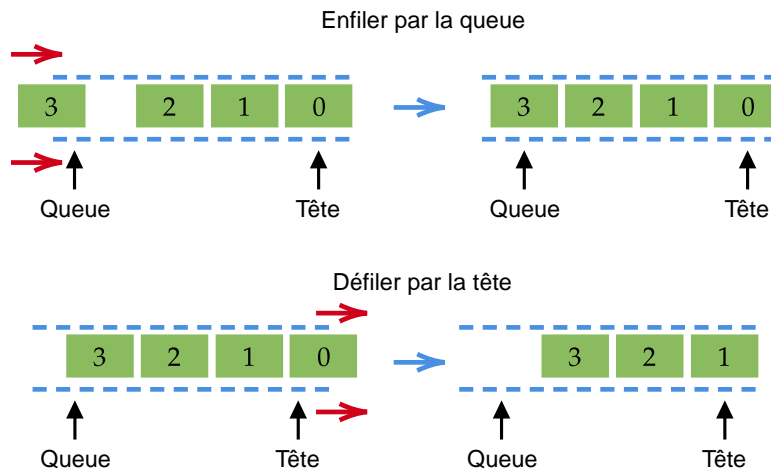 Enfiler par la queue
3 2 1 0 3 2 1 0
Queue Tête Queue Tête
Défiler par la tête
3 2 1 0 3 2 1
Queue Tête Queue Tête